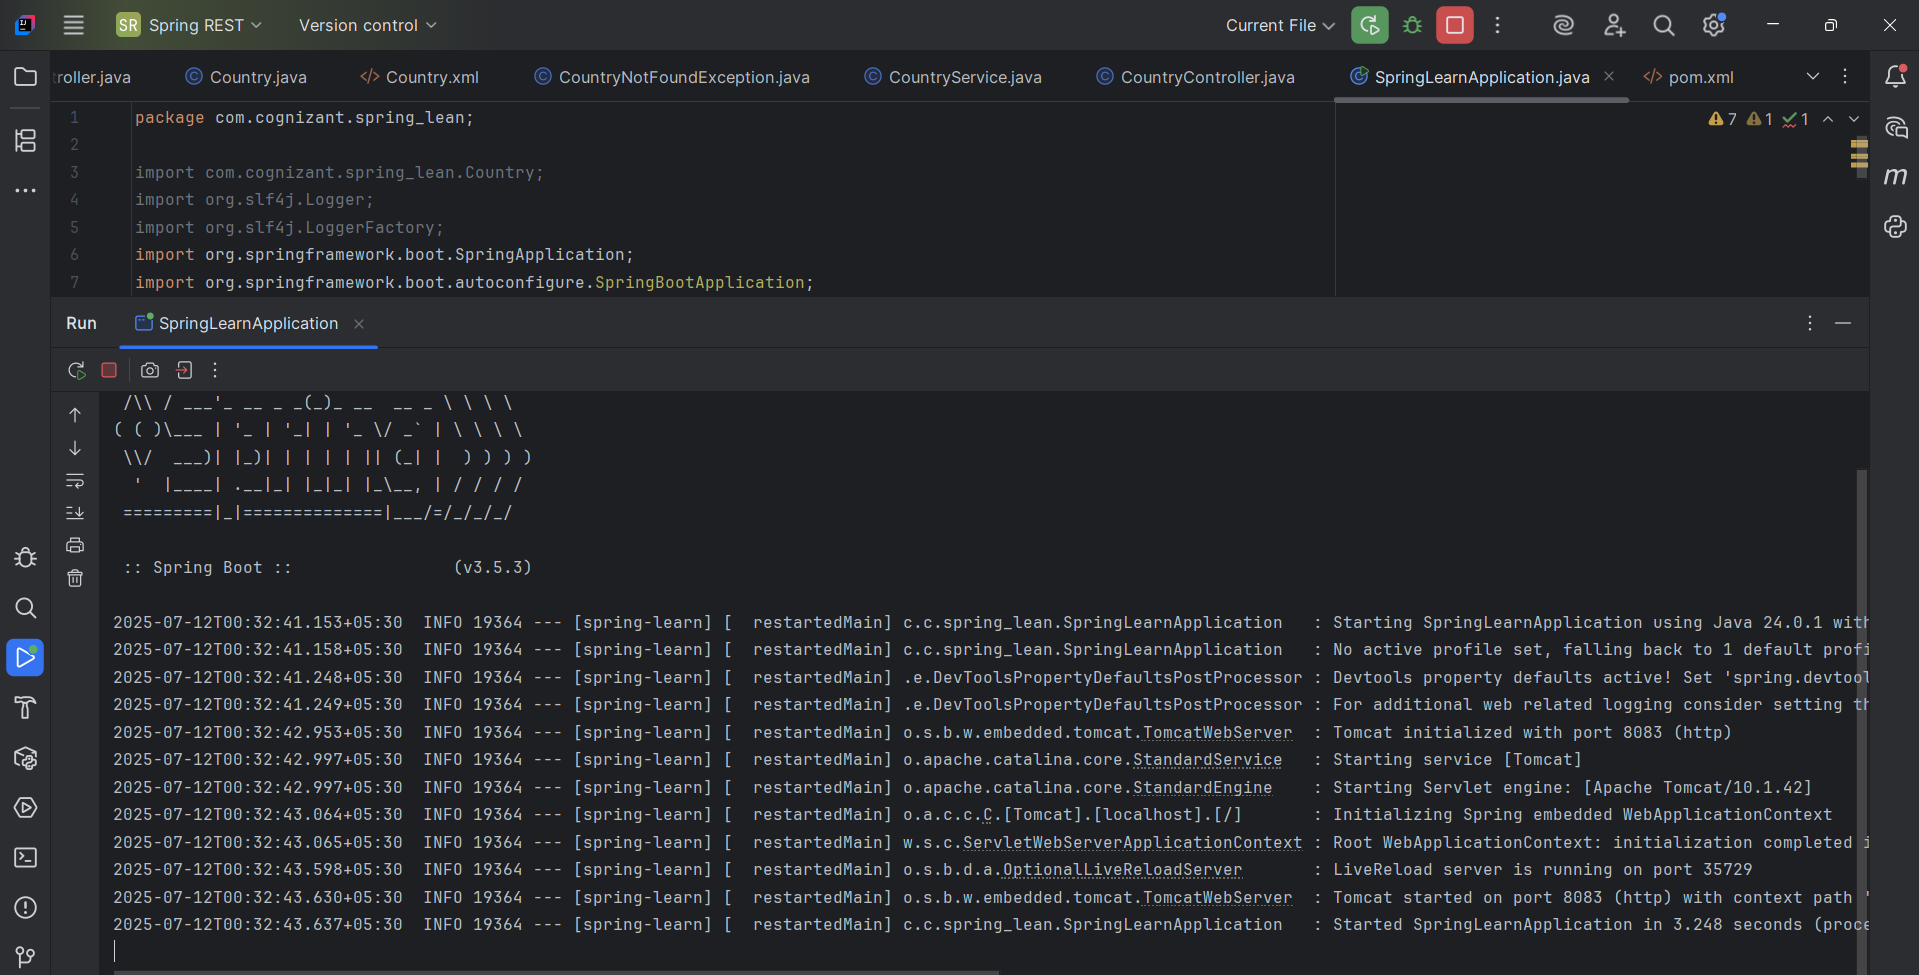 SR Spring REST Version control Current File
roller.java Country.java </> Country.xml CountryNotFoundException.java CountryService.java CountryController.java SpringLearnApplication.java </> pom.xml
7 1 1
1 package com.cognizant.spring_lean;
2
3 import com.cognizant.spring_lean.Country;
4 import org.slf4j.Logger;
5 import org.slf4j.LoggerFactory;
6 import org.springframework.boot.SpringApplication;
7 import org.springframework.boot.autoconfigure.SpringBootApplication;
Run SpringLearnApplication
 /\\ / ___'_ __ _ _(_)_ __  __ _ \ \ \ \
( ( )\___ | '_ | '_| | '_ \/ _` | \ \ \ \
 \\/  ___)| |_)| | | | | || (_| |  ) ) ) )
  '  |____| .__|_| |_|_| |_\__, | / / / /
 =========|_|==============|___/=/_/_/_/
 :: Spring Boot ::                (v3.5.3)
2025-07-12T00:32:41.153+05:30  INFO 19364 --- [spring-learn] [  restartedMain] c.c.spring_lean.SpringLearnApplication   : Starting SpringLearnApplication using Java 24.0.1 with
2025-07-12T00:32:41.158+05:30  INFO 19364 --- [spring-learn] [  restartedMain] c.c.spring_lean.SpringLearnApplication   : No active profile set, falling back to 1 default profi
2025-07-12T00:32:41.248+05:30  INFO 19364 --- [spring-learn] [  restartedMain] .e.DevToolsPropertyDefaultsPostProcessor : Devtools property defaults active! Set 'spring.devtool
2025-07-12T00:32:41.249+05:30  INFO 19364 --- [spring-learn] [  restartedMain] .e.DevToolsPropertyDefaultsPostProcessor : For additional web related logging consider setting th
2025-07-12T00:32:42.953+05:30  INFO 19364 --- [spring-learn] [  restartedMain] o.s.b.w.embedded.tomcat.TomcatWebServer  : Tomcat initialized with port 8083 (http)
2025-07-12T00:32:42.997+05:30  INFO 19364 --- [spring-learn] [  restartedMain] o.apache.catalina.core.StandardService   : Starting service [Tomcat]
2025-07-12T00:32:42.997+05:30  INFO 19364 --- [spring-learn] [  restartedMain] o.apache.catalina.core.StandardEngine    : Starting Servlet engine: [Apache Tomcat/10.1.42]
2025-07-12T00:32:43.064+05:30  INFO 19364 --- [spring-learn] [  restartedMain] o.a.c.c.C.[Tomcat].[localhost].[/]       : Initializing Spring embedded WebApplicationContext
2025-07-12T00:32:43.065+05:30  INFO 19364 --- [spring-learn] [  restartedMain] w.s.c.ServletWebServerApplicationContext : Root WebApplicationContext: initialization completed i
2025-07-12T00:32:43.598+05:30  INFO 19364 --- [spring-learn] [  restartedMain] o.s.b.d.a.OptionalLiveReloadServer       : LiveReload server is running on port 35729
2025-07-12T00:32:43.630+05:30  INFO 19364 --- [spring-learn] [  restartedMain] o.s.b.w.embedded.tomcat.TomcatWebServer  : Tomcat started on port 8083 (http) with context path '
2025-07-12T00:32:43.637+05:30  INFO 19364 --- [spring-learn] [  restartedMain] c.c.spring_lean.SpringLearnApplication   : Started SpringLearnApplication in 3.248 seconds (proce